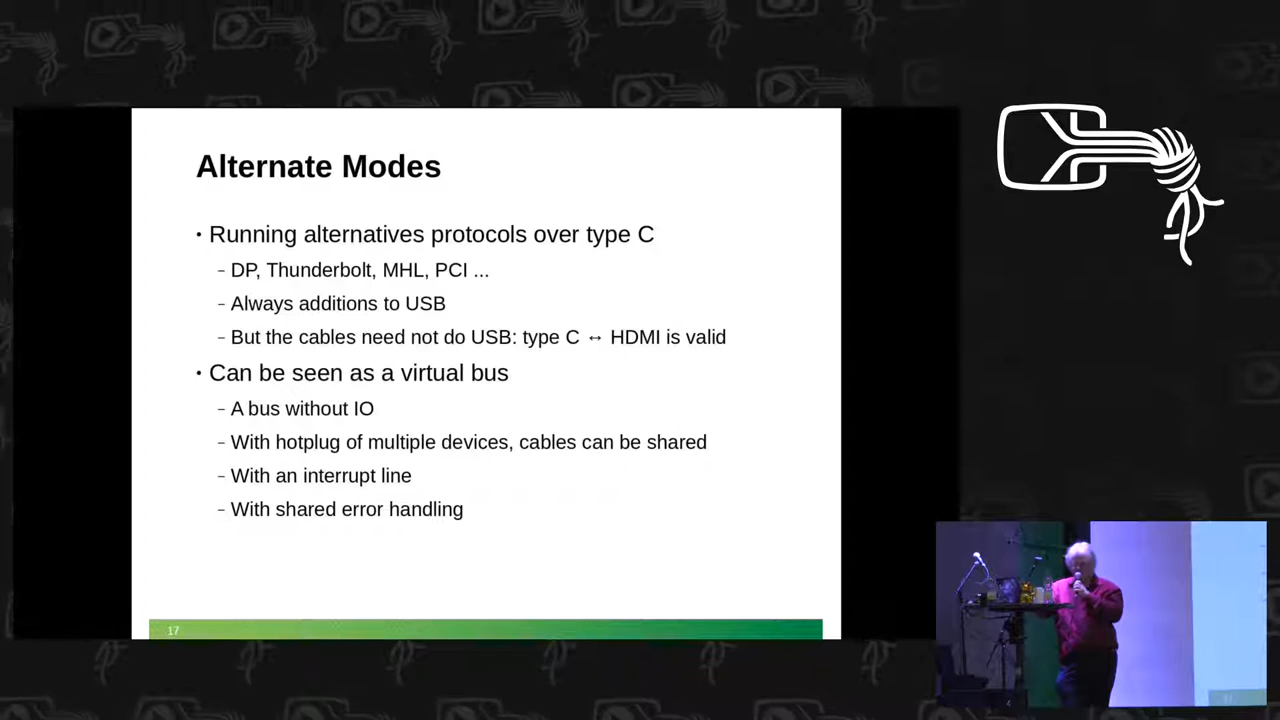 Alternate Modes
• Running alternatives protocols over type C
– DP, Thunderbolt, MHL, PCI ...
– Always additions to USB
– But the cables need not do USB: type C ↔ HDMI is valid
• Can be seen as a virtual bus
– A bus without IO
– With hotplug of multiple devices, cables can be shared
– With an interrupt line
– With shared error handling
17